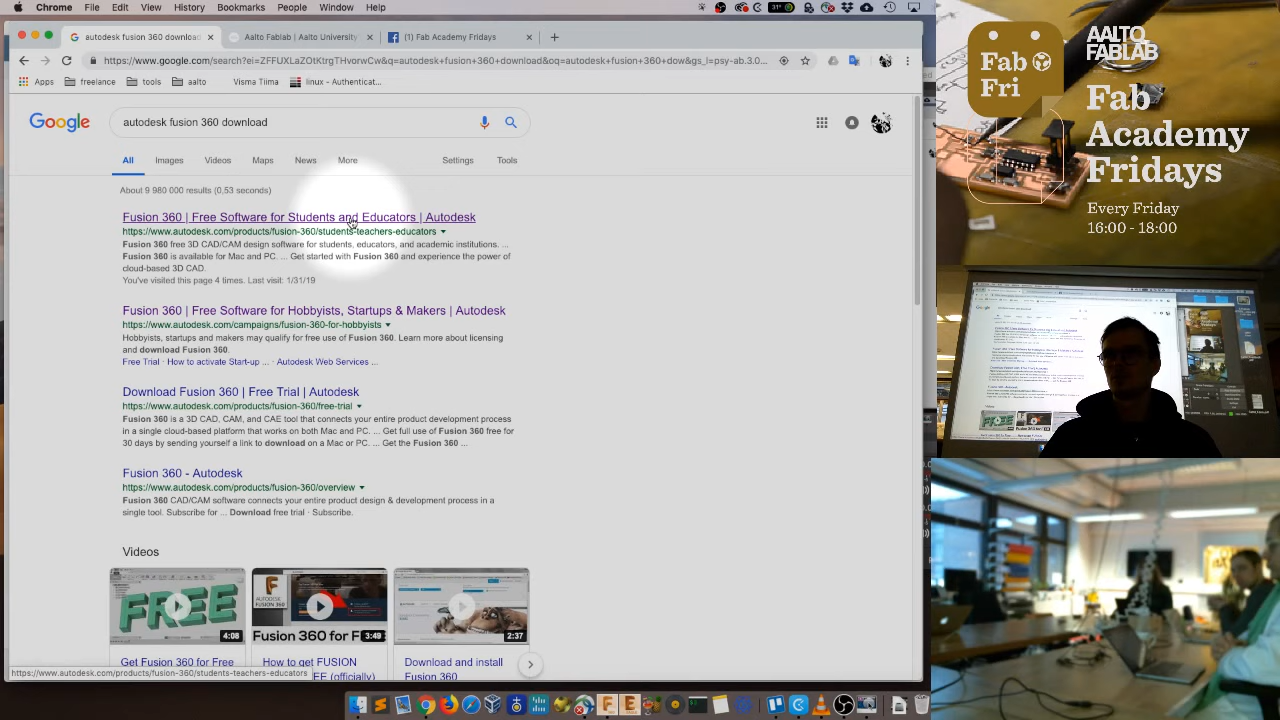 Chrome File Edit View History Bookmarks People Window Help
31°
autodesk fusion 360 download
Aalto Fablab | Aalto University
(1) Fab Academy Fridays
https://www.google.com/search?ei=ZFFUXLaZOtKtrgTHvorwCw&q=autodesk+fusion+360+download&oq=autodesk+fusion+360+dow&gs_l=psy-ab.3.0...
Apps freelance tools aalto Visma Tiima linux - Authenticat...
Google
autodesk fusion 360 download
All Images Videos Maps News More Settings Tools
About 9 980 000 results (0,53 seconds)
Fusion 360 | Free Software for Students and Educators | Autodesk
https://www.autodesk.com/products/fusion-360/students-teachers-educators
Fusion 360 free 3D CAD/CAM design software for students, educators, and academic institutions. ...
Fusion 360 is available for Mac and PC. ... Get started with Fusion 360 and experience the power of
cloud-based 3D CAD.
You've visited this page 4 times. Last visit: 1/31/19
Fusion 360 | Free Software for Hobbyists, Startups & Makers | Autodesk
https://www.autodesk.com/campaigns/fusion-360-for-hobbyists
Startups and makers may qualify for free use of Fusion 360. Learn more about licensing
and download Fusion 360.
Free Trial · How to activate Start-up ...
Download Fusion 360 | Free Trial | Autodesk
https://www.autodesk.com/products/fusion-360/free-trial
Fusion 360 is a CAD, CAM, and CAE tool that connects your entire product development process
in a single cloud-based platform that works on both Mac and PC. ... Get full use of Fusion 360 free for
30 days by sending yourself a link to download on a Mac or PC. ... Get the Fusion 360 ...
Fusion 360 - Autodesk
https://www.autodesk.com/products/fusion-360/overview
Fusion 360 CAD/CAM software connects your entire product design & development process in a
single tool. Subscribe for ... Download free trial · Subscribe.
Videos
FREE
4:08
AUTODESK
FUSION 360
Fusion 360 for F
3:49
2:37
Get Fusion 360 for Free
How to get FUSION
EE (officially)
Download and install
Fusion 360
https://www.autodesk.com/products/fusion-360/students-teachers-educators
Fab
Fri
AALTO
FABLAB
Fab
Academy
Fridays
Every Friday
16:00 - 18:00